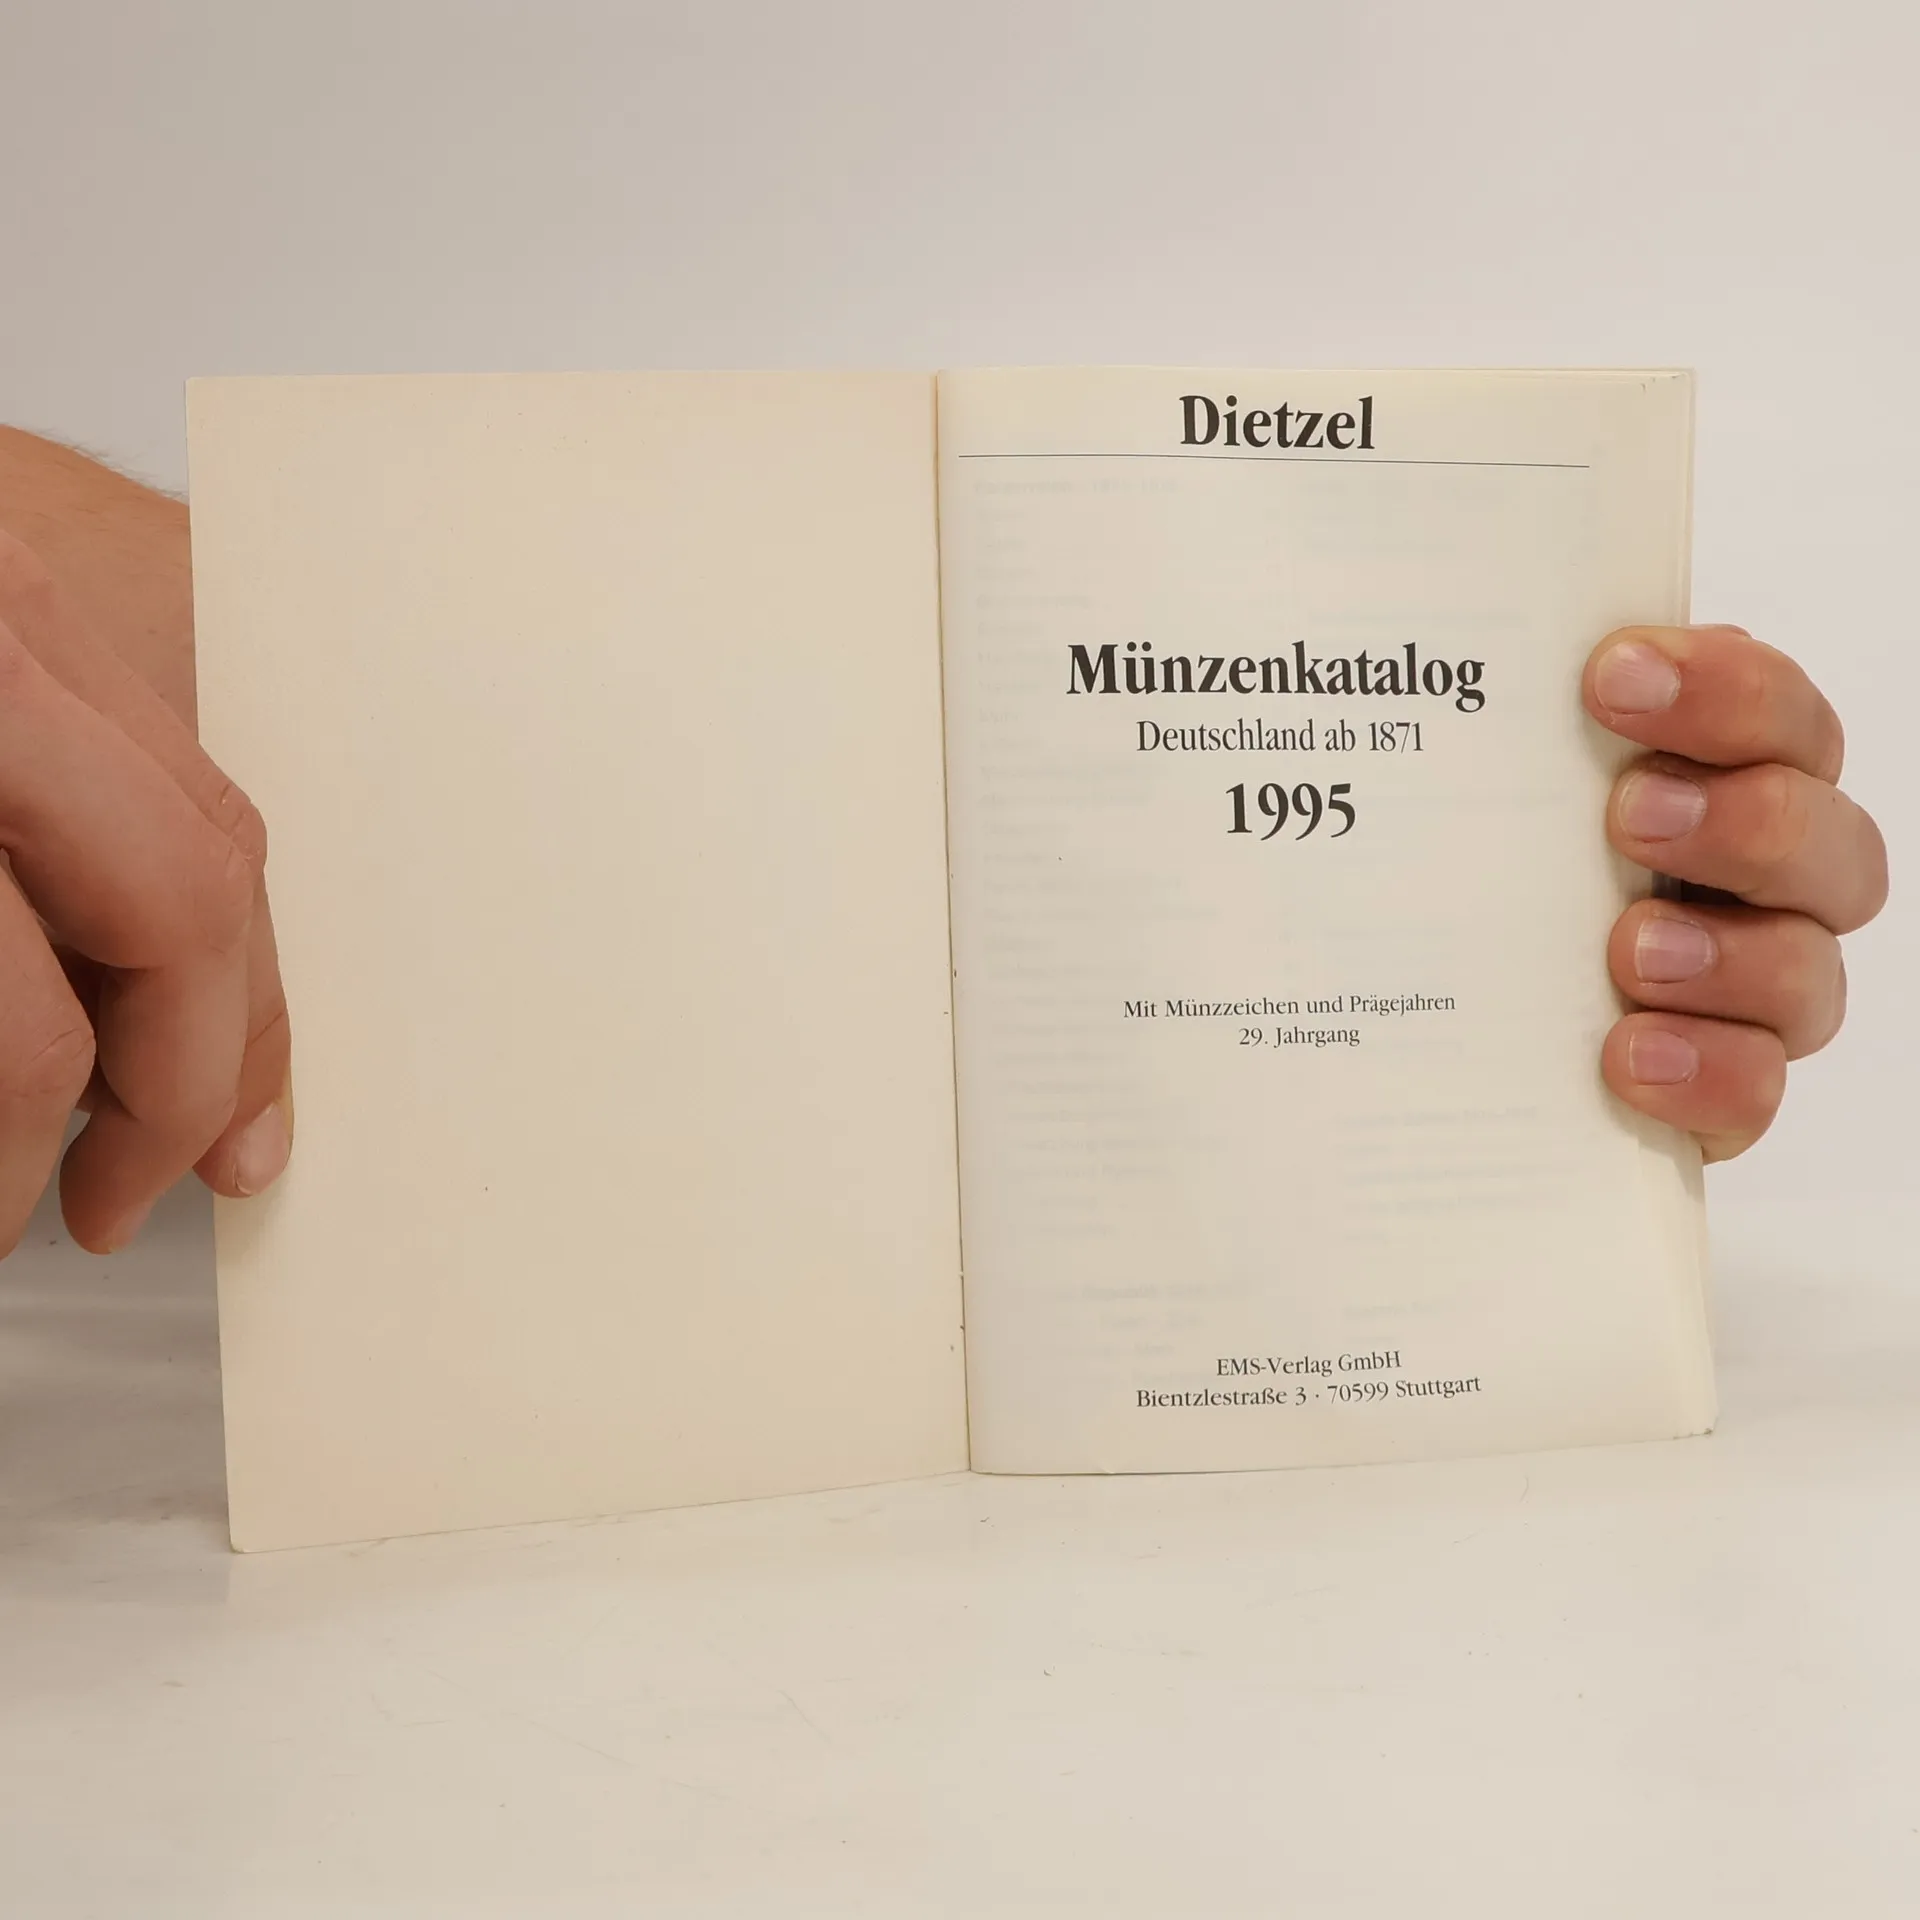 Dietzel
Münzenkatalog
Deutschland ab 1871
1995
Mit Münzzeichen und Prägejahren
29. Jahrgang
EMS-Verlag GmbH
Bientzlestraße 3 · 70599 Stuttgart